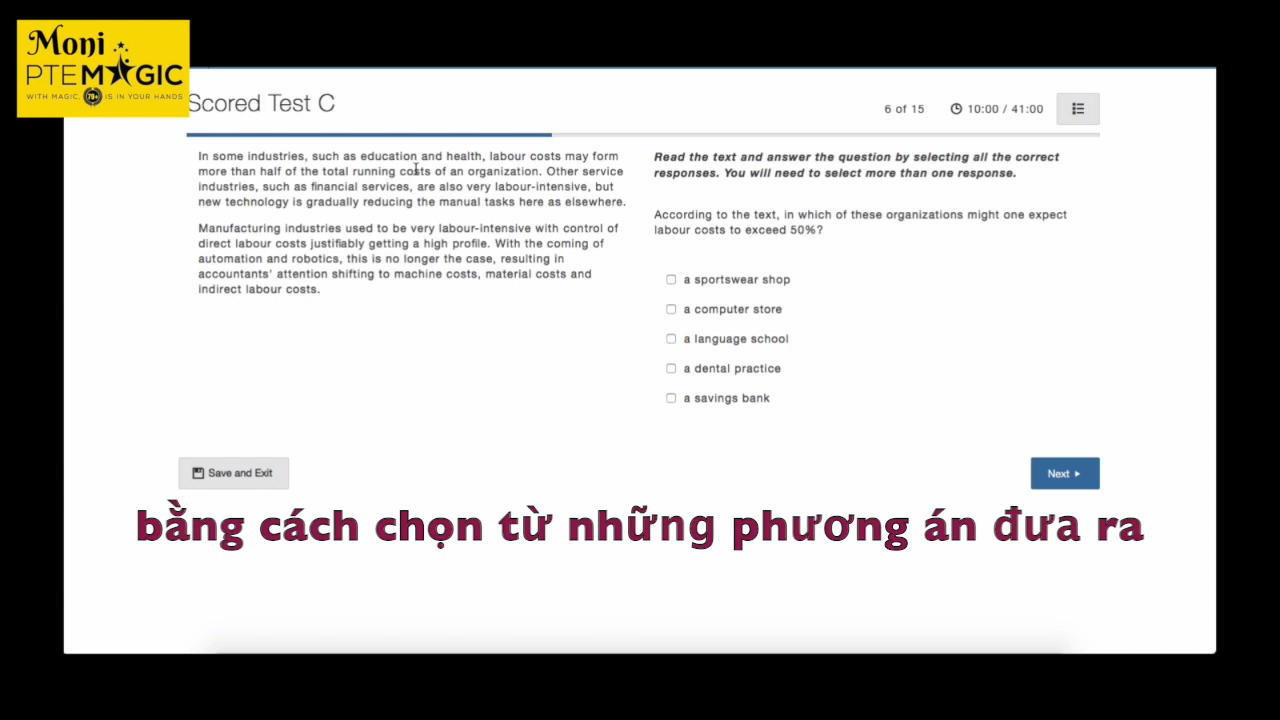 Moni
PTEMAGIC
WITH MAGIC, 79+ IS IN YOUR HANDS
Scored Test C
6 of 15
10:00 / 41:00
In some industries, such as education and health, labour costs may form
more than half of the total running costs of an organization. Other service
industries, such as financial services, are also very labour-intensive, but
new technology is gradually reducing the manual tasks here as elsewhere.
Manufacturing industries used to be very labour-intensive with control of
direct labour costs justifiably getting a high profile. With the coming of
automation and robotics, this is no longer the case, resulting in
accountants' attention shifting to machine costs, material costs and
indirect labour costs.
Read the text and answer the question by selecting all the correct
responses. You will need to select more than one response.
According to the text, in which of these organizations might one expect
labour costs to exceed 50%?
a sportswear shop
a computer store
a language school
a dental practice
a savings bank
Save and Exit
Next
bằng cách chọn từ những phương án đưa ra